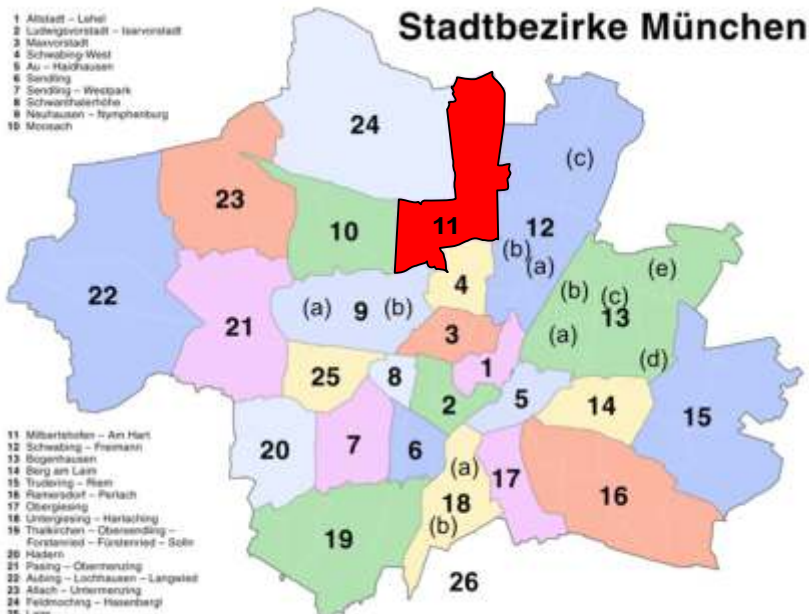 Stadtbezirke München
1 Altstadt – Lehel
2 Ludwigsvorstadt – Isarvorstadt
3 Maxvorstadt
4 Schwabing-West
5 Au – Haidhausen
6 Sendling
7 Sendling – Westpark
8 Schwanthalerhöhe
9 Neuhausen – Nymphenburg
10 Moosach
24
(c)
23
11
12
10
(b)
(a)
(e)
4
(b)
(c)
22
(a)
9
(b)
13
21
3
(a)
(d)
1
25
8
5
2
14
15
20
7
6
(a)
17
16
18
(b)
19
26
11 Milbertshofen – Am Hart
12 Schwabing – Freimann
13 Bogenhausen
14 Berg am Laim
15 Trudering – Riem
16 Ramersdorf – Perlach
17 Obergiesing
18 Untergiesing – Harlaching
19 Thalkirchen – Obersendling –
Forstenried – Fürstenried – Solln
20 Hadern
21 Pasing – Obermenzing
22 Aubing – Lochhausen – Langwied
23 Allach – Untermenzing
24 Feldmoching – Hasenbergl
25 Laim